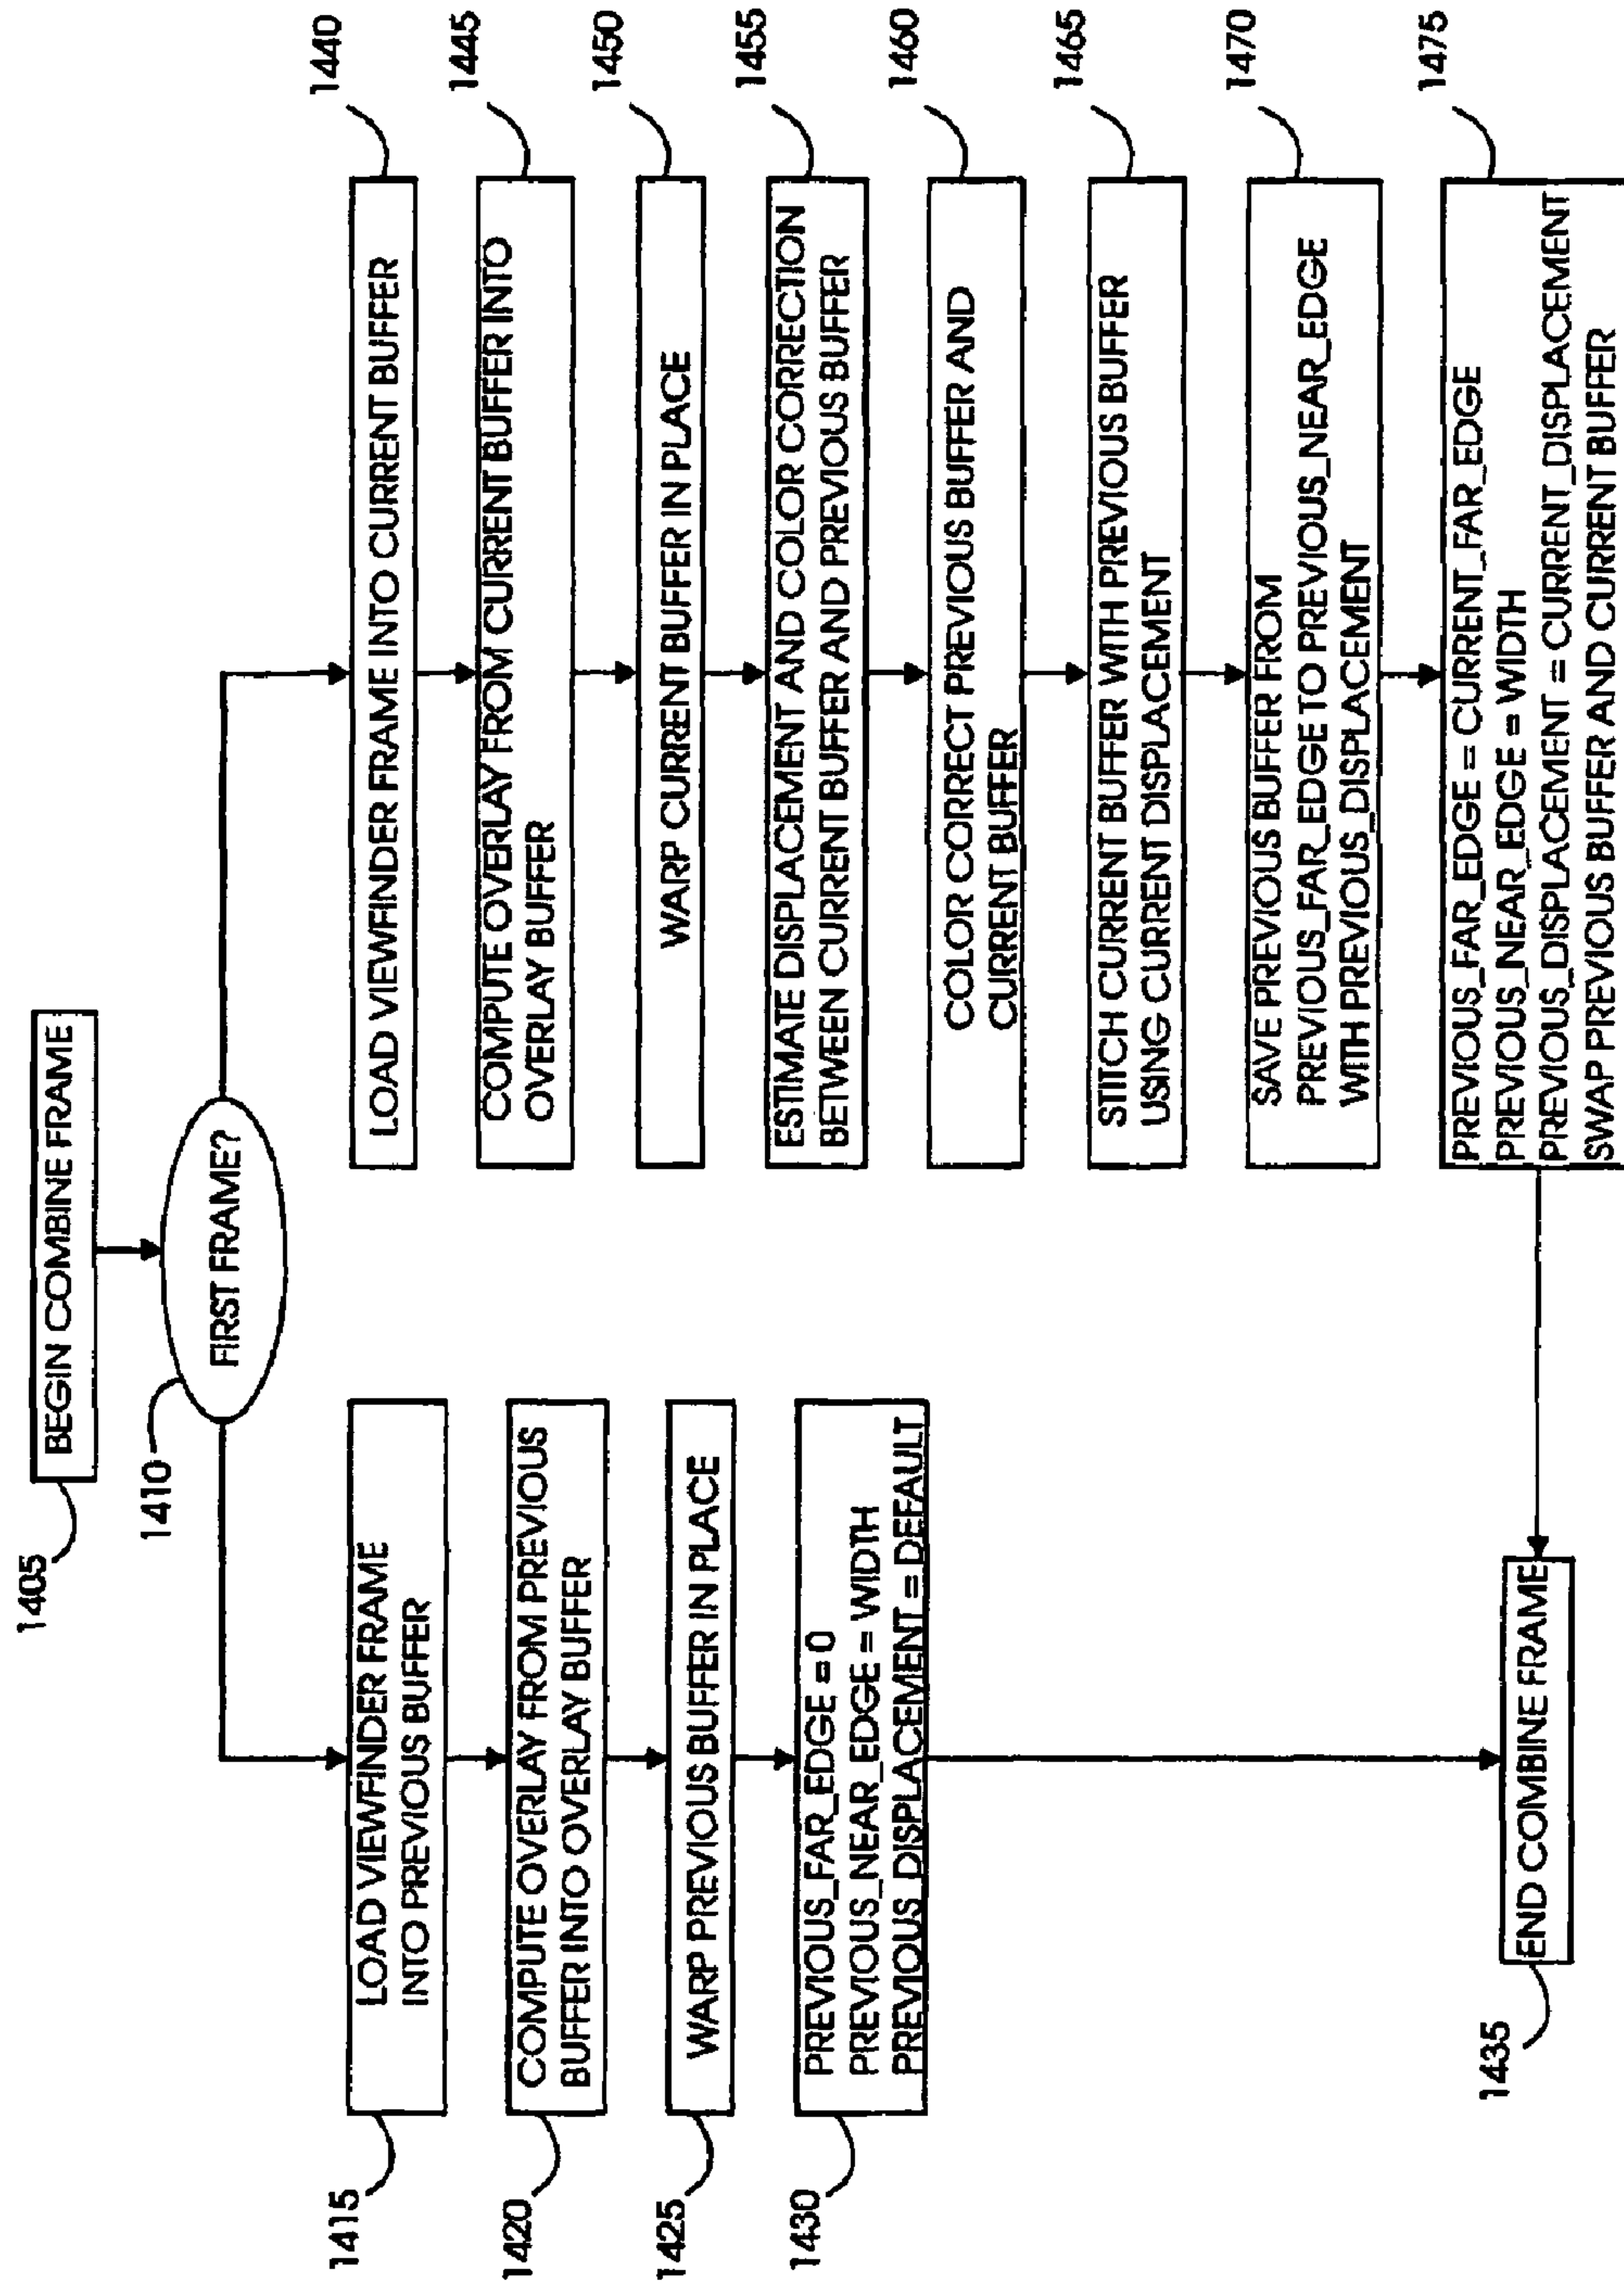 1405
BEGIN COMBINE FRAME
1410
FIRST FRAME?
1415
LOAD VIEWFINDER FRAME
INTO PREVIOUS BUFFER
1420
COMPUTE OVERLAY FROM PREVIOUS
BUFFER INTO OVERLAY BUFFER
1425
WARP PREVIOUS BUFFER IN PLACE
1430
PREVIOUS_FAR_EDGE = 0
PREVIOUS_NEAR_EDGE = WIDTH
PREVIOUS_DISPLACEMENT = DEFAULT
1435
END COMBINE FRAME
1440
LOAD VIEWFINDER FRAME INTO CURRENT BUFFER
1445
COMPUTE OVERLAY FROM CURRENT BUFFER INTO
OVERLAY BUFFER
1450
WARP CURRENT BUFFER IN PLACE
1455
ESTIMATE DISPLACEMENT AND COLOR CORRECTION
BETWEEN CURRENT BUFFER AND PREVIOUS BUFFER
1460
COLOR CORRECT PREVIOUS BUFFER AND
CURRENT BUFFER
1465
STITCH CURRENT BUFFER WITH PREVIOUS BUFFER
USING CURRENT DISPLACEMENT
1470
SAVE PREVIOUS BUFFER FROM
PREVIOUS_FAR_EDGE TO PREVIOUS_NEAR_EDGE
WITH PREVIOUS_DISPLACEMENT
1475
PREVIOUS_FAR_EDGE = CURRENT_FAR_EDGE
PREVIOUS_NEAR_EDGE = WIDTH
PREVIOUS_DISPLACEMENT = CURRENT_DISPLACEMENT
SWAP PREVIOUS BUFFER AND CURRENT BUFFER